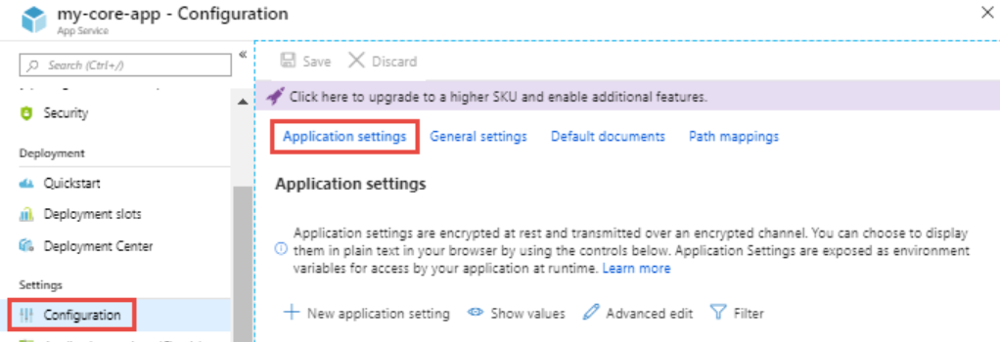 my-core-app - Configuration
App Service
Search (Ctrl+/)
Security
Deployment
Quickstart
Deployment slots
Deployment Center
Settings
Configuration
Save Discard
Click here to upgrade to a higher SKU and enable additional features.
Application settings General settings Default documents Path mappings
Application settings
Application settings are encrypted at rest and transmitted over an encrypted channel. You can choose to display
them in plain text in your browser by using the controls below. Application Settings are exposed as environment
variables for access by your application at runtime. Learn more
New application setting Show values Advanced edit Filter